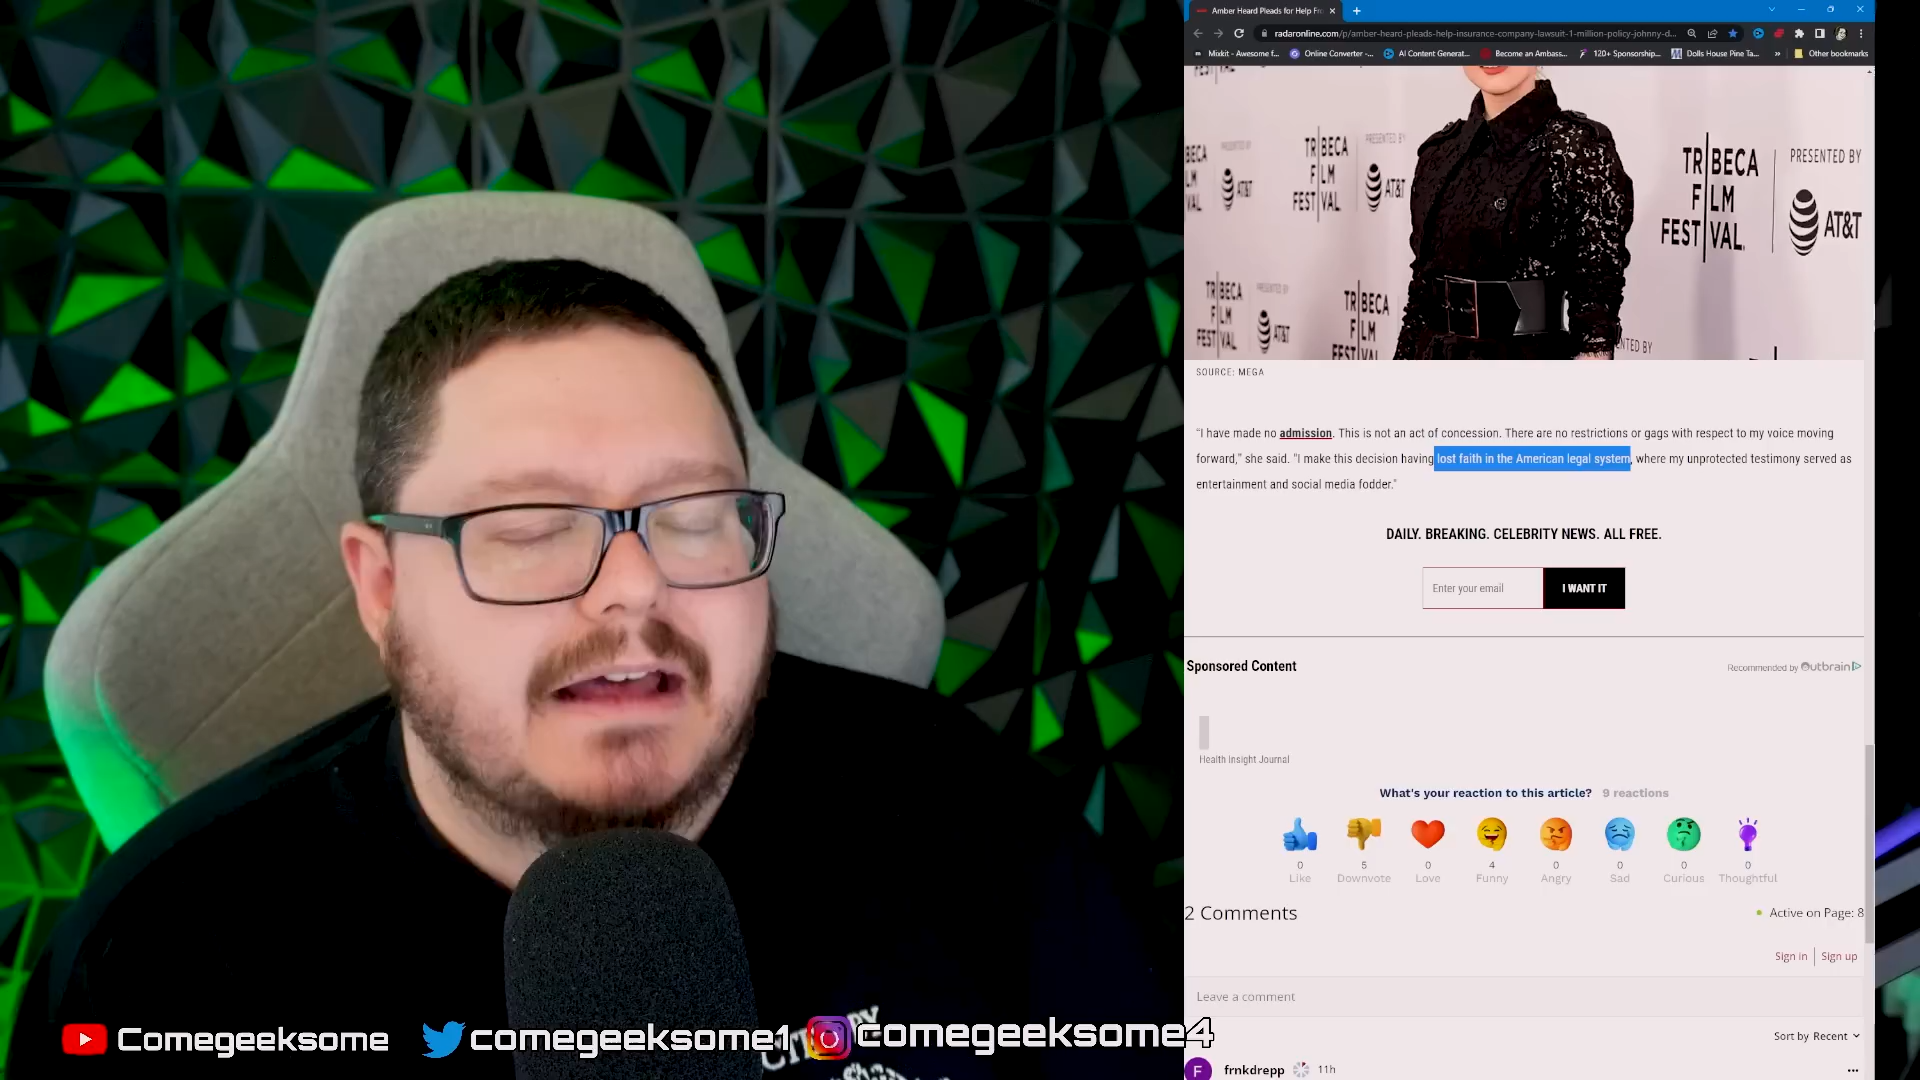 Amber Heard Pleads for Help Fr
radaronline.com/p/amber-heard-pleads-help-insurance-company-lawsuit-1-million-policy-johnny-d...
Mixkit - Awesome f...
Online Converter -...
AI Content Generat...
Become an Ambass...
120+ Sponsorship...
Dolls House Pine Ta...
Other bookmarks
TRIBECA FILM FESTIVAL
PRESENTED BY
AT&T
TRIBECA
FILM
FESTIVAL
PRESENTED BY
AT&T
SOURCE: MEGA
“I have made no admission. This is not an act of concession. There are no restrictions or gags with respect to my voice moving
forward,” she said. “I make this decision having lost faith in the American legal system, where my unprotected testimony served as
entertainment and social media fodder.”
DAILY. BREAKING. CELEBRITY NEWS. ALL FREE.
Enter your email I WANT IT
Sponsored Content
Recommended by Outbrain
Health Insight Journal
What's your reaction to this article? 9 reactions
0 5 0 4 0 0 0 0
Like Downvote Love Funny Angry Sad Curious Thoughtful
2 Comments
Active on Page: 8
Sign in Sign up
Leave a comment
Sort by Recent
F frnkdrepp 11h
Comegeeksome comegeeksome1 comegeeksome4